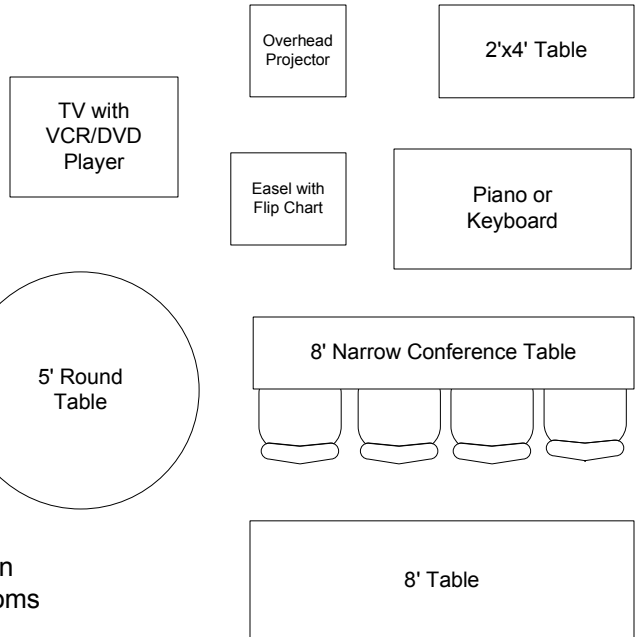 Overhead
Projector
2'x4' Table
TV with
VCR/DVD
Player
Easel with
Flip Chart
Piano or
Keyboard
8' Narrow Conference Table
5' Round
Table
8' Table